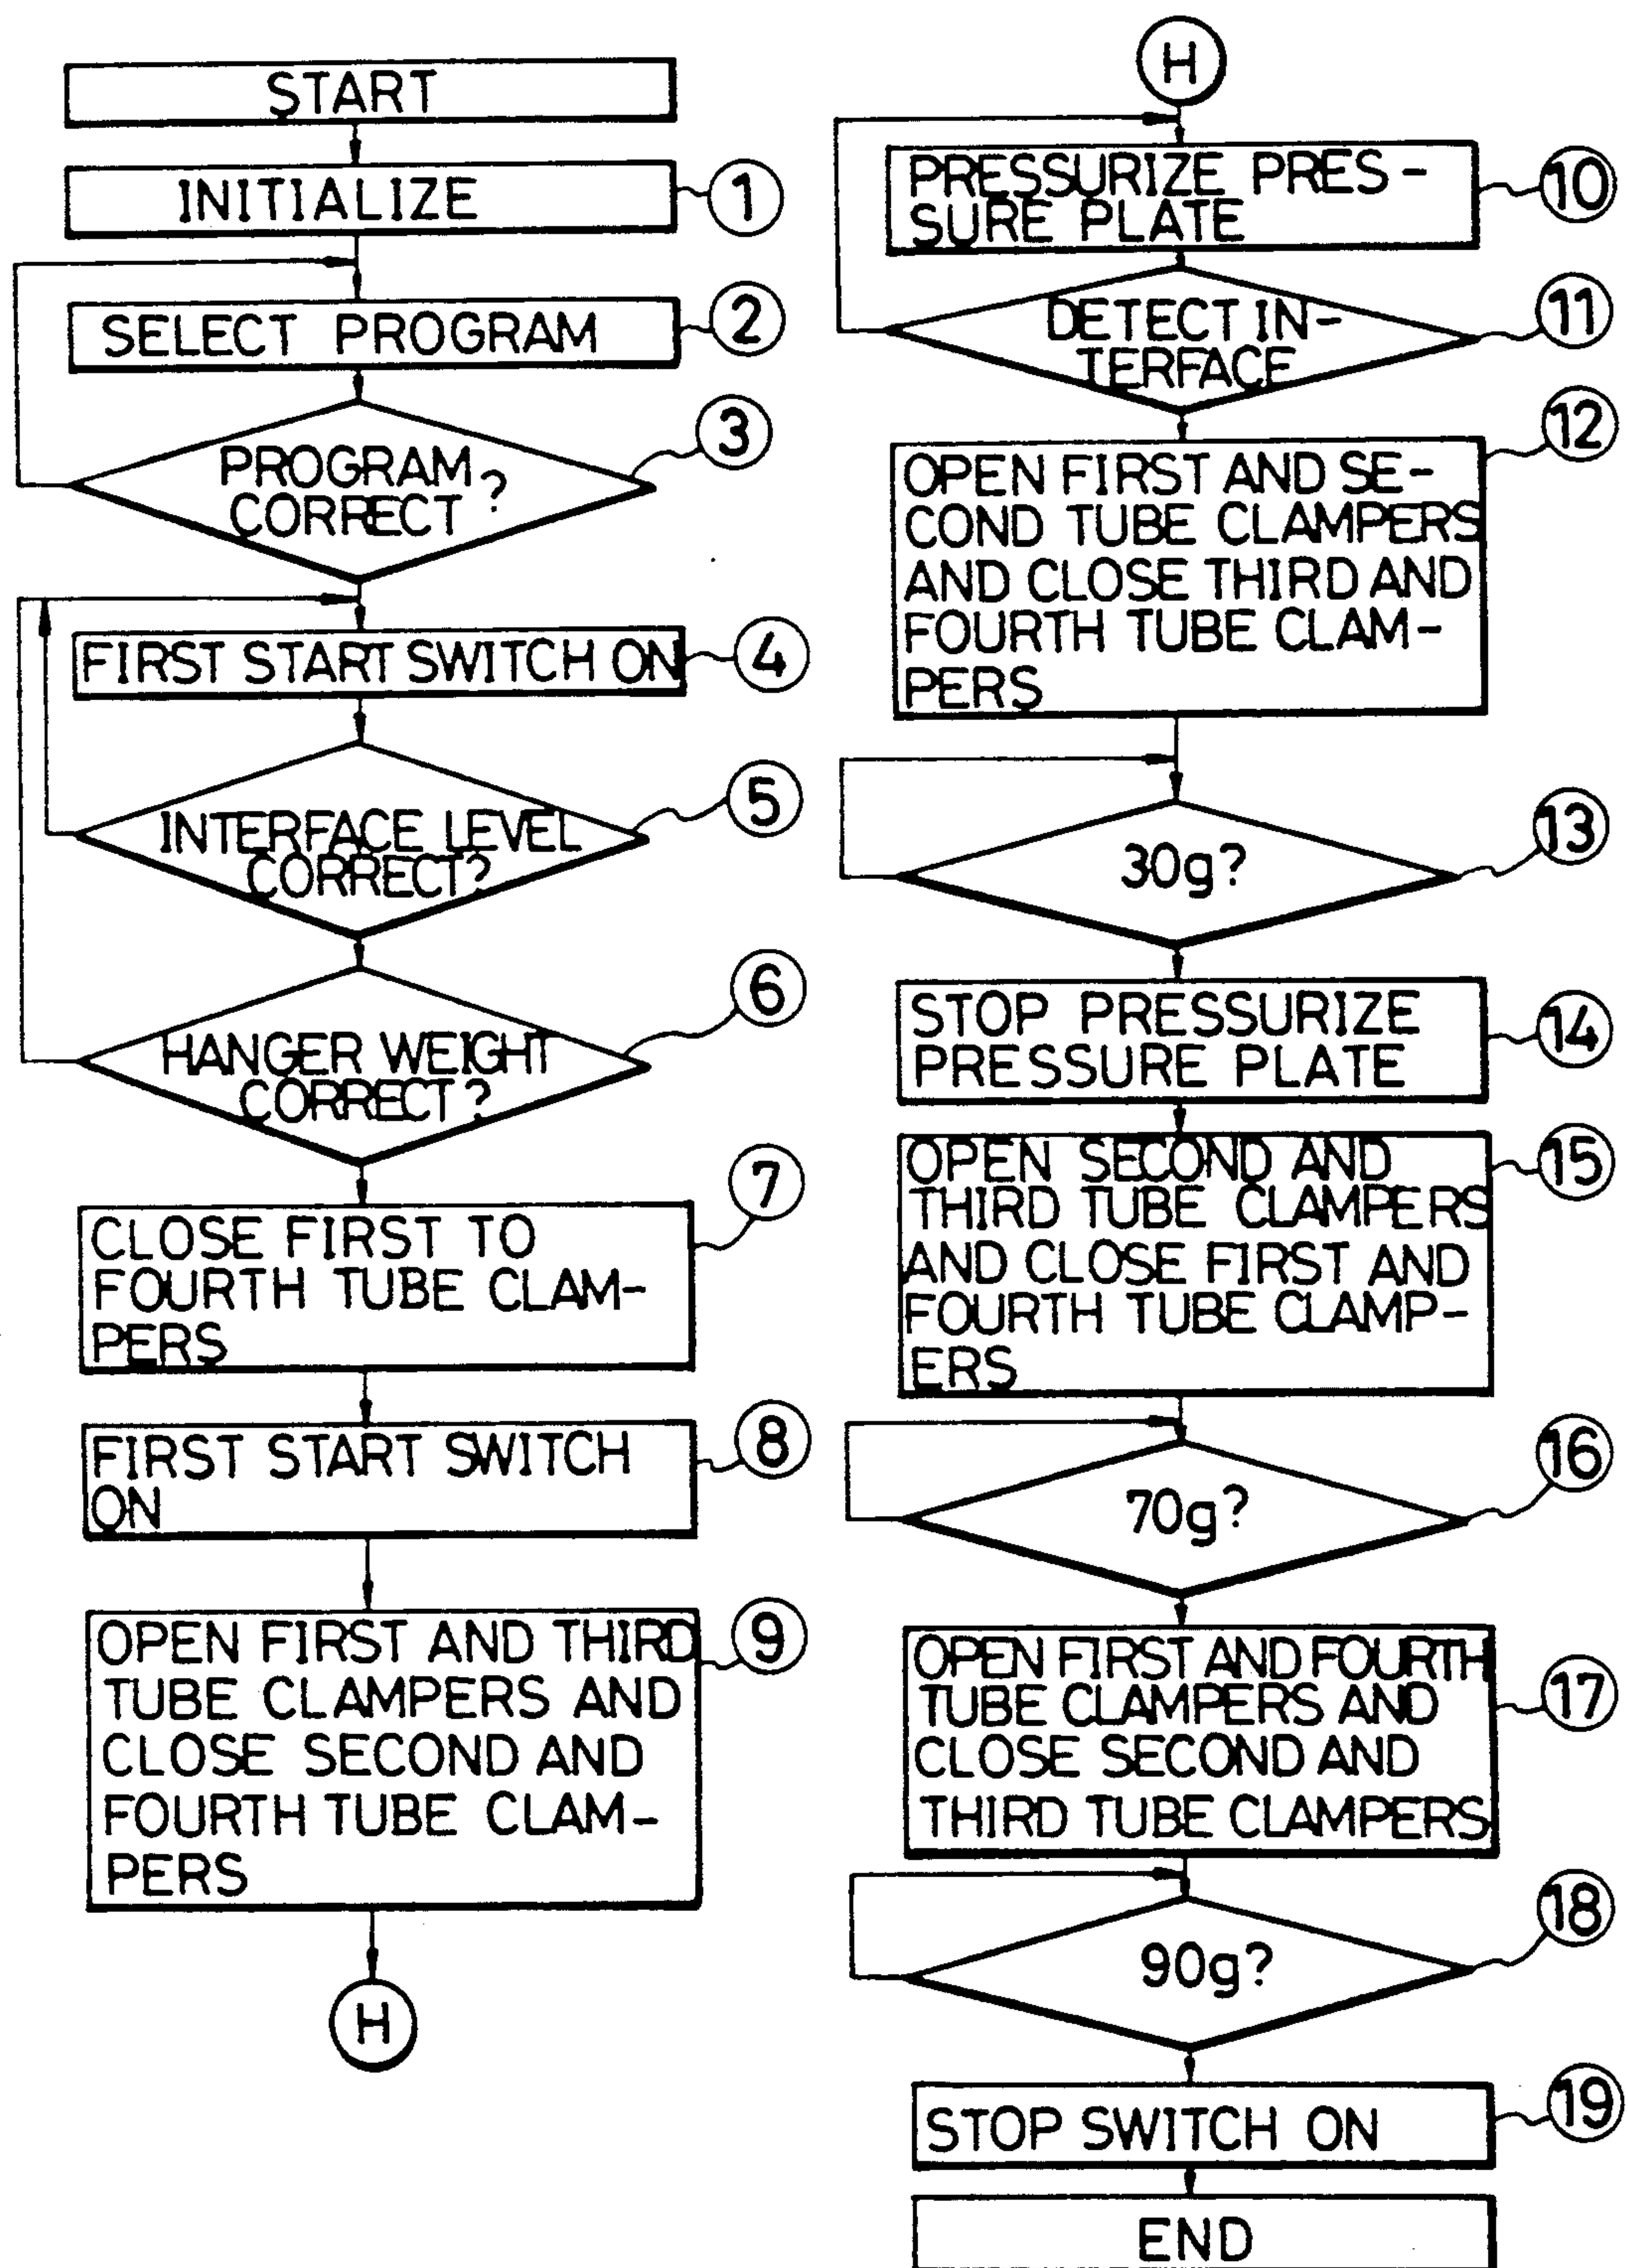 START
INITIALIZE
①
SELECT PROGRAM
②
PROGRAM
CORRECT ?
③
FIRST START SWITCH ON
④
INTERFACE LEVEL
CORRECT?
⑤
HANGER WEIGHT
CORRECT?
⑥
CLOSE FIRST TO
FOURTH TUBE CLAM-
PERS
⑦
FIRST START SWITCH
ON
⑧
OPEN FIRST AND THIRD
TUBE CLAMPERS AND
CLOSE SECOND AND
FOURTH TUBE CLAM-
PERS
⑨
H
H
PRESSURIZE PRES-
SURE PLATE
⑩
DETECT IN-
TERFACE
⑪
OPEN FIRST AND SE-
COND TUBE CLAMPERS
AND CLOSE THIRD AND
FOURTH TUBE CLAM-
PERS
⑫
30g?
⑬
STOP PRESSURIZE
PRESSURE PLATE
⑭
OPEN SECOND AND
THIRD TUBE CLAMPERS
AND CLOSE FIRST AND
FOURTH TUBE CLAMP-
ERS
⑮
70g?
⑯
OPEN FIRST AND FOURTH
TUBE CLAMPERS AND
CLOSE SECOND AND
THIRD TUBE CLAMPERS
⑰
90g?
⑱
STOP SWITCH ON
⑲
END